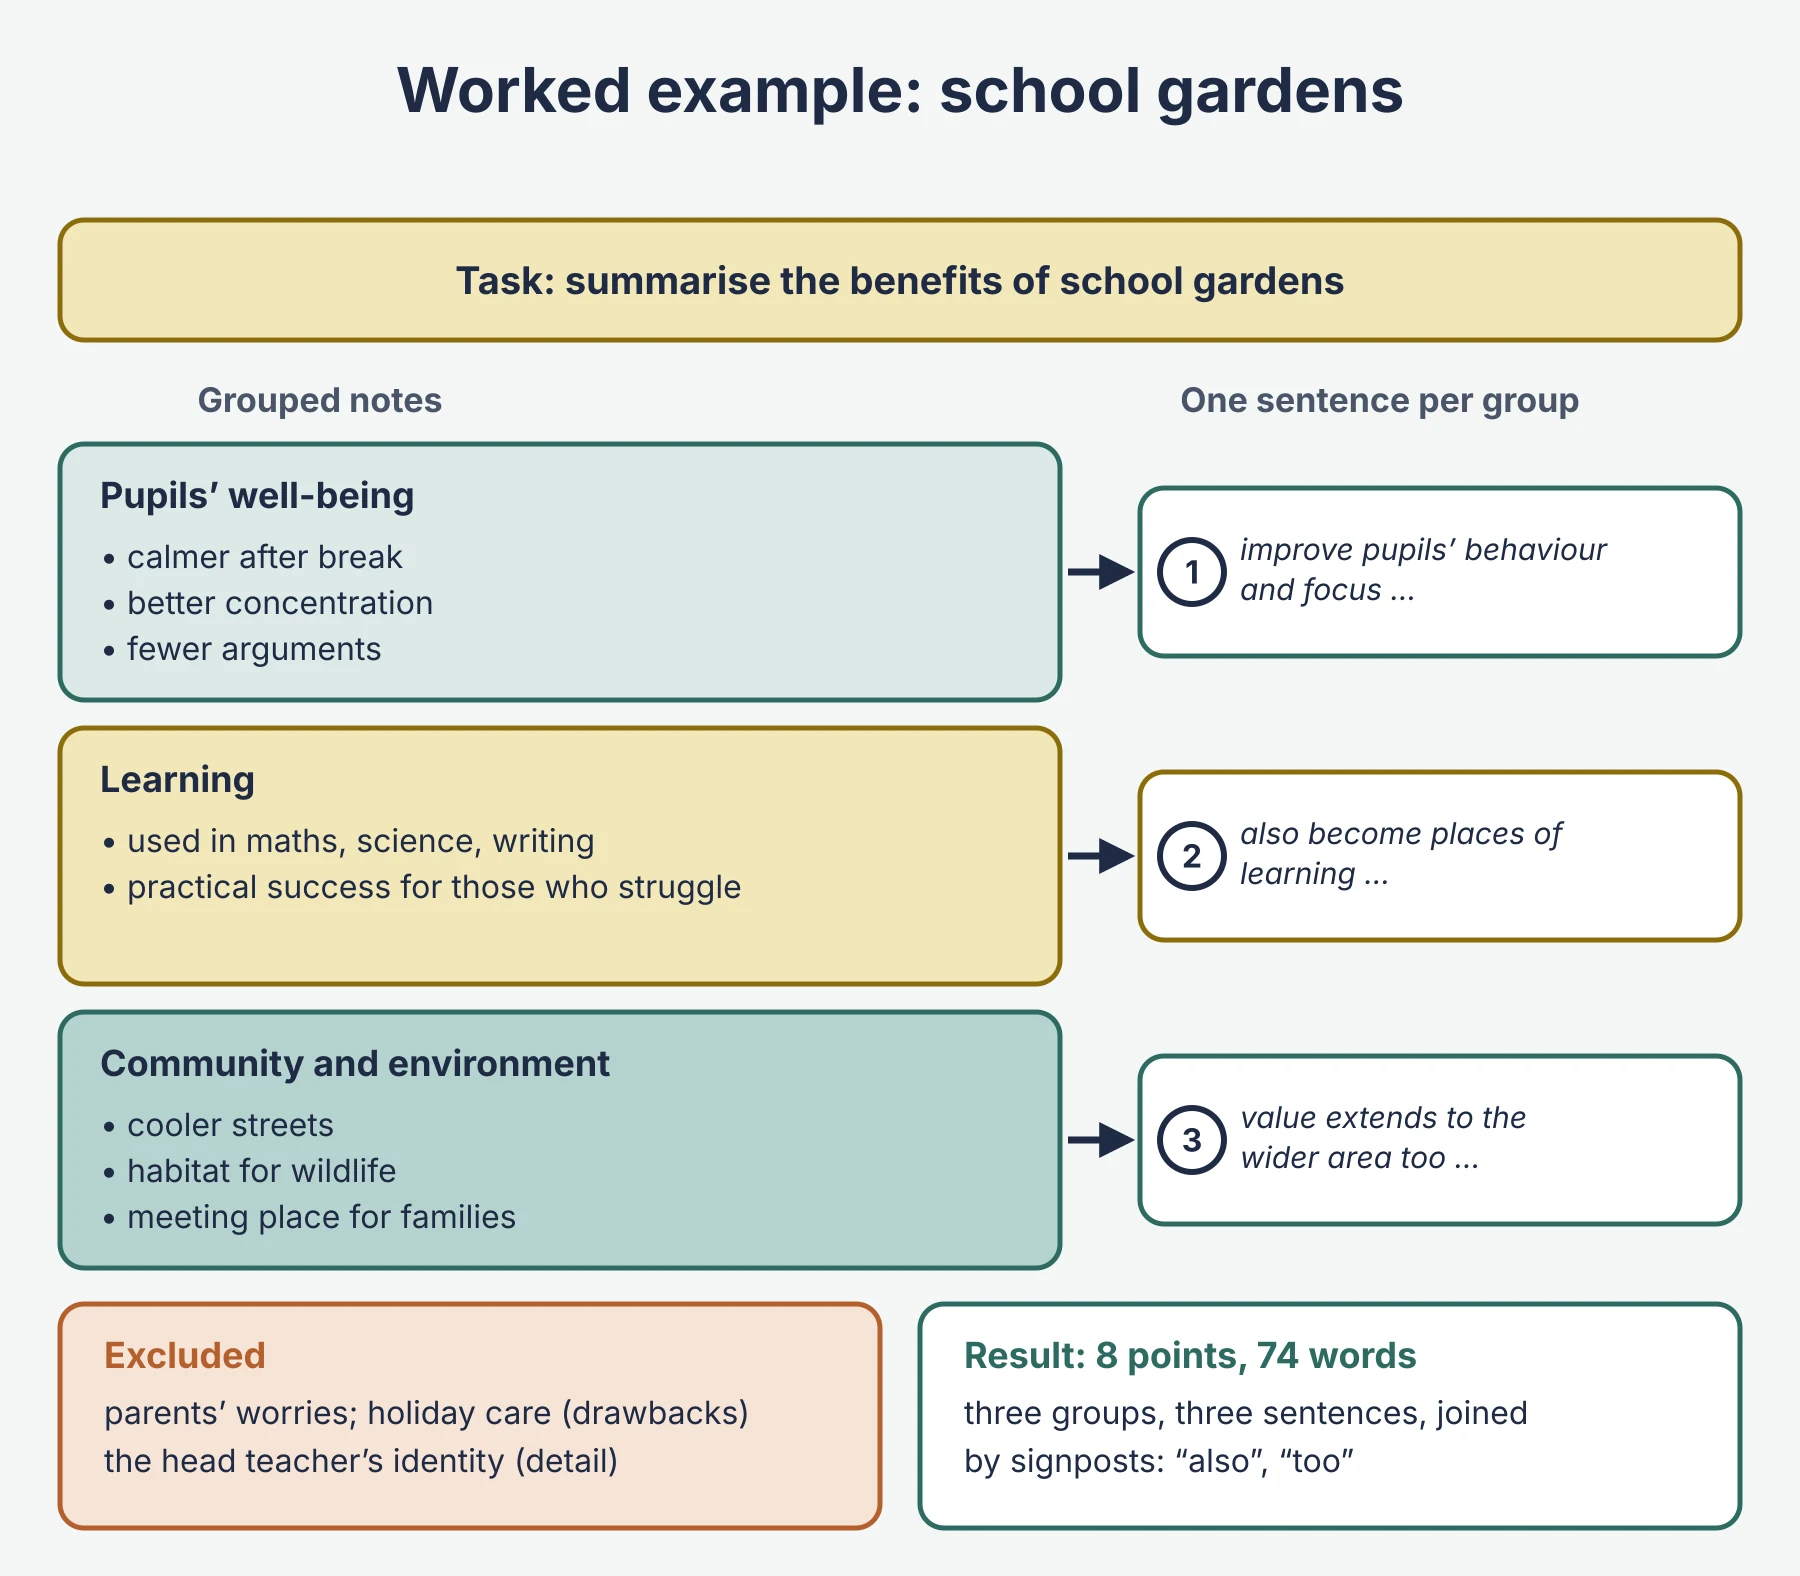 Worked example: school gardens
Task: summarise the benefits of school gardens
Grouped notes
One sentence per group
Pupils’ well-being
• calmer after break
• better concentration
• fewer arguments
1
improve pupils’ behaviour
and focus ...
Learning
• used in maths, science, writing
• practical success for those who struggle
2
also become places of
learning ...
Community and environment
• cooler streets
• habitat for wildlife
• meeting place for families
3
value extends to the
wider area too ...
Excluded
parents’ worries; holiday care (drawbacks)
the head teacher’s identity (detail)
Result: 8 points, 74 words
three groups, three sentences, joined
by signposts: “also”, “too”